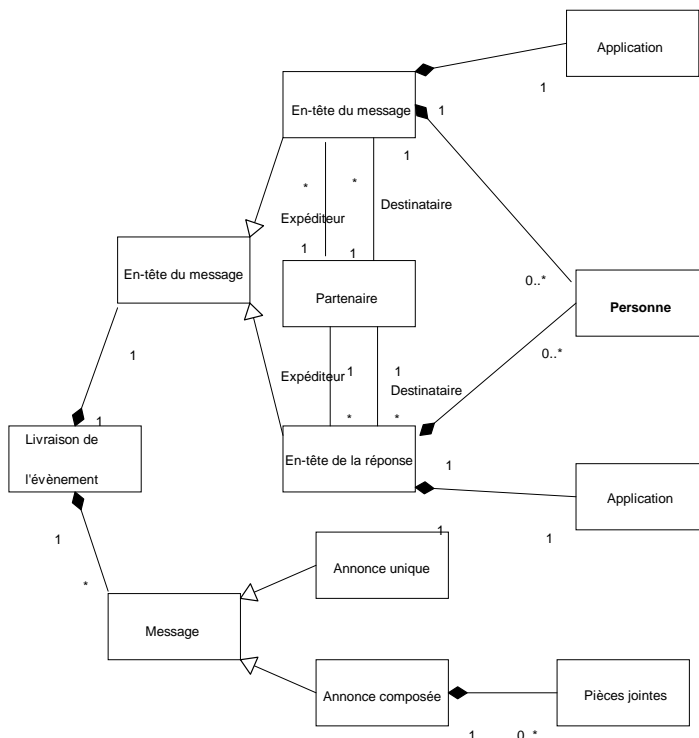 Application
1
En-tête du message
1
1
*
*
Expéditeur
Destinataire
1
1
En-tête du message
Partenaire
0..*
Personne
1
Expéditeur
1
1
Destinataire
0..*
*
*
1
Livraison de
l'évènement
En-tête de la réponse
1
Application
1
1
1
*
Annonce unique
Message
Annonce composée
Pièces jointes
1
0..*